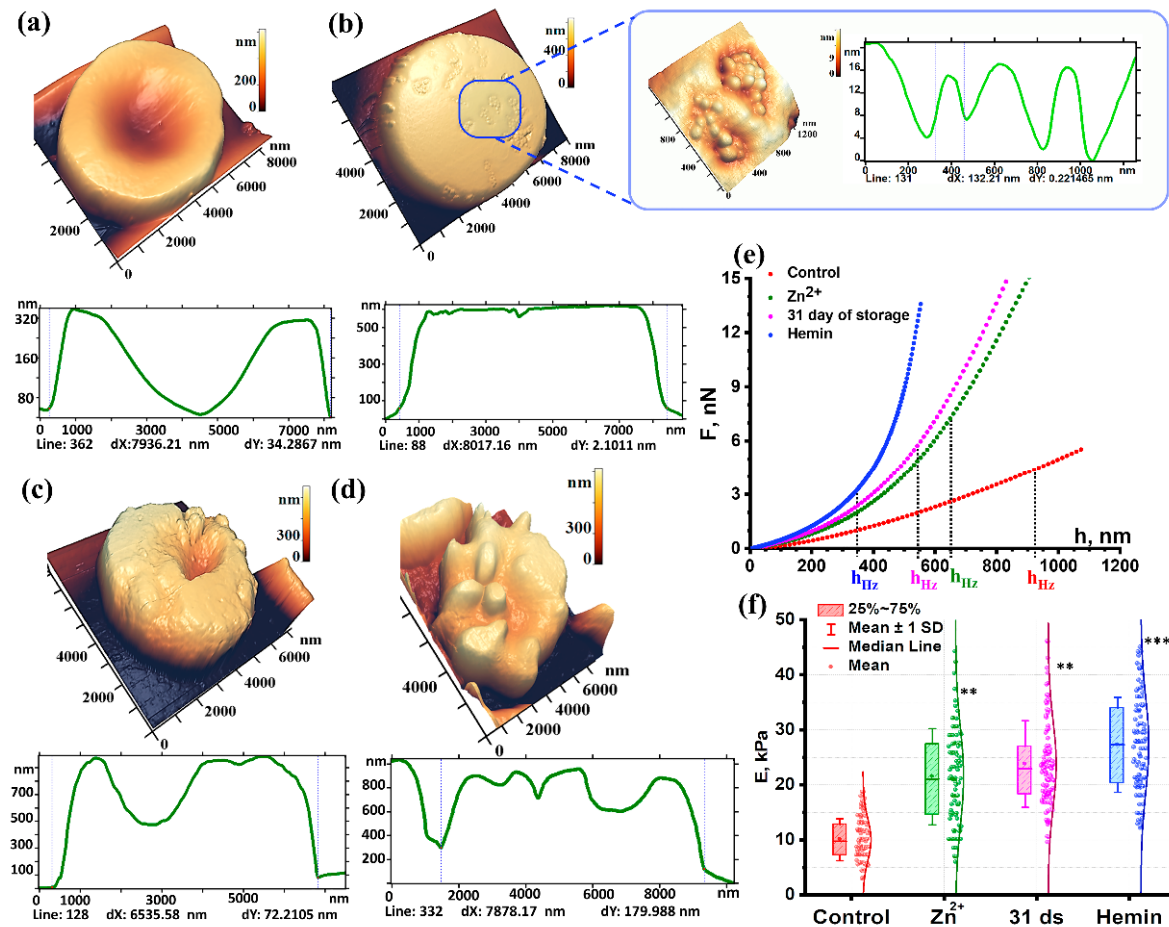 (a)
nm
200
0
nm
8000
6000
4000
2000
0
2000
nm
320
160
80
0 3000 5000 7000
Line: 362 dX:7936.21 nm dY: 34.2867 nm
(b)
nm
400
0
nm
8000
6000
4000
2000
0
2000
4000
nm
600
500
300
100
0 1000 3000 5000 7000 nm
Line: 88 dX:8017.16 nm dY: 2.1011 nm
nm
9
0
nm
1200
800
400
0
400
800
nm
16
12
8
4
0
0 200 400 600 800 1000 nm
Line: 131 dX: 132.21 nm dY: 0.221465 nm
(c)
nm
300
0
nm
6000
4000
2000
0
2000
4000
nm
700
500
300
100
0 1000 3000 5000 nm
Line: 128 dX: 6535.58 nm dY: 72.2105 nm
(d)
nm
300
0
nm
6000
4000
2000
0
2000
4000
nm
800
600
400
200
0 2000 4000 6000 8000 nm
Line: 332 dX: 7878.17 nm dY: 179.988 nm
(e)
Control
Zn2+
31 day of storage
Hemin
F, nN
15
12
9
6
3
0
0 200 400 600 800 1000 1200
h, nm
hHz hHz hHz hHz
(f)
25%~75%
Mean ± 1 SD
Median Line
Mean
E, kPa
50
40
30
20
10
0
** ** ***
Control Zn2+ 31 ds Hemin